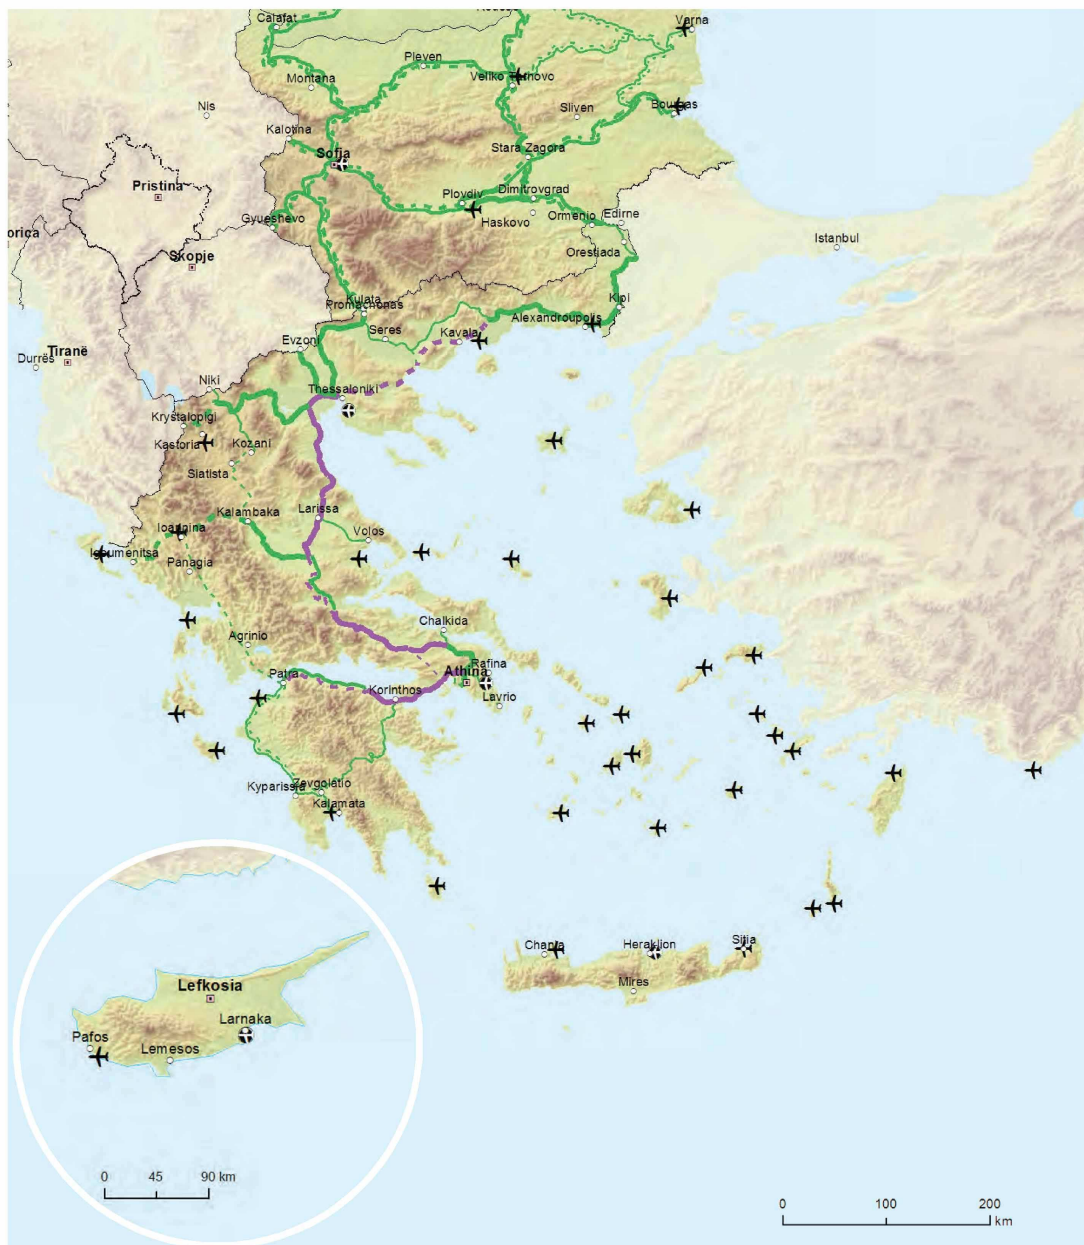 Calafat
Varna
Pleven
Montana
Veliko Tarnovo
Nis
Sliven
Bourgas
Kalotina
Sofia
Stara Zagora
Pristina
Plovdiv
Dimitrovgrad
Gyueshevo
Haskovo
Ormenio
Edirne
orica
Istanbul
Skopje
Orestiada
Kulata
Promachonas
Kipi
Seres
Alexandroupolis
Evzoni
Kavala
Tiranë
Durrës
Niki
Thessaloniki
Krystalopigi
Kastoria
Kozani
Siatista
Kalambaka
Larissa
Ioannina
Volos
Igoumenitsa
Panagia
Chalkida
Agrinio
Rafina
Patra
Athina
Korinthos
Lavrio
Kyparissia
Zevgolatio
Kalamata
Chania
Heraklion
Sitia
Mires
Lefkosia
Larnaka
Pafos
Lemesos
0 45 90 km
0 100 200
km